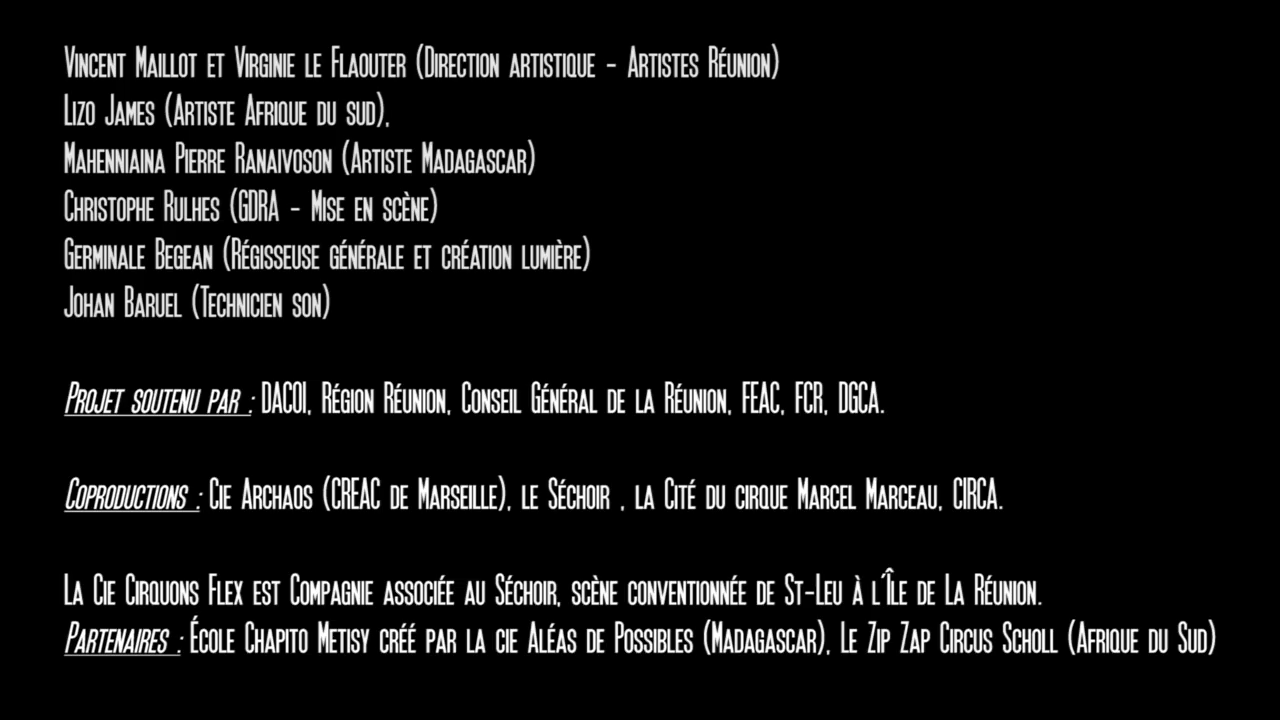 Vincent Maillot et Virginie le Flaouter (Direction artistique - Artistes Réunion)
Lizo James (Artiste Afrique du sud),
Mahenniaina Pierre Ranaivoson (Artiste Madagascar)
Christophe Rulhes (GDRA - Mise en scène)
Germinale Begean (Régisseuse générale et création lumière)
Johan Baruel (Technicien son)
Projet soutenu par : DACOI, Région Réunion, Conseil Général de la Réunion, FEAC, FCR, DGCA.
Coproductions : Cie Archaos (CREAC de Marseille), le Séchoir , la Cité du cirque Marcel Marceau, CIRCA.
La Cie Cirquons Flex est Compagnie associée au Séchoir, scène conventionnée de St-Leu à l'Île de La Réunion.
Partenaires : École Chapito Metisy créé par la cie Aléas de Possibles (Madagascar), Le Zip Zap Circus Scholl (Afrique du Sud)